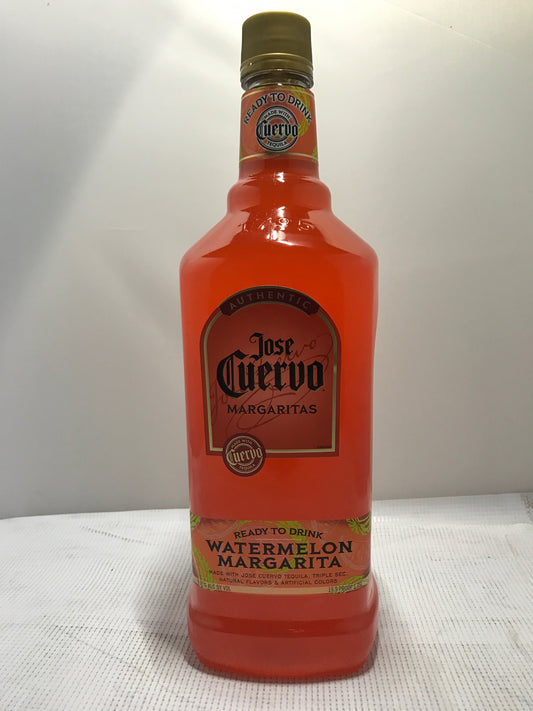 READY TO DRINK
MADE WITH
Cuervo
TEQUILA
AUTHENTIC
Jose
Cuervo
MARGARITAS
MADE WITH
Cuervo
TEQUILA
READY TO DRINK
WATERMELON
MARGARITA
MADE WITH JOSE CUERVO TEQUILA, TRIPLE SEC,
NATURAL FLAVORS & ARTIFICIAL COLORS